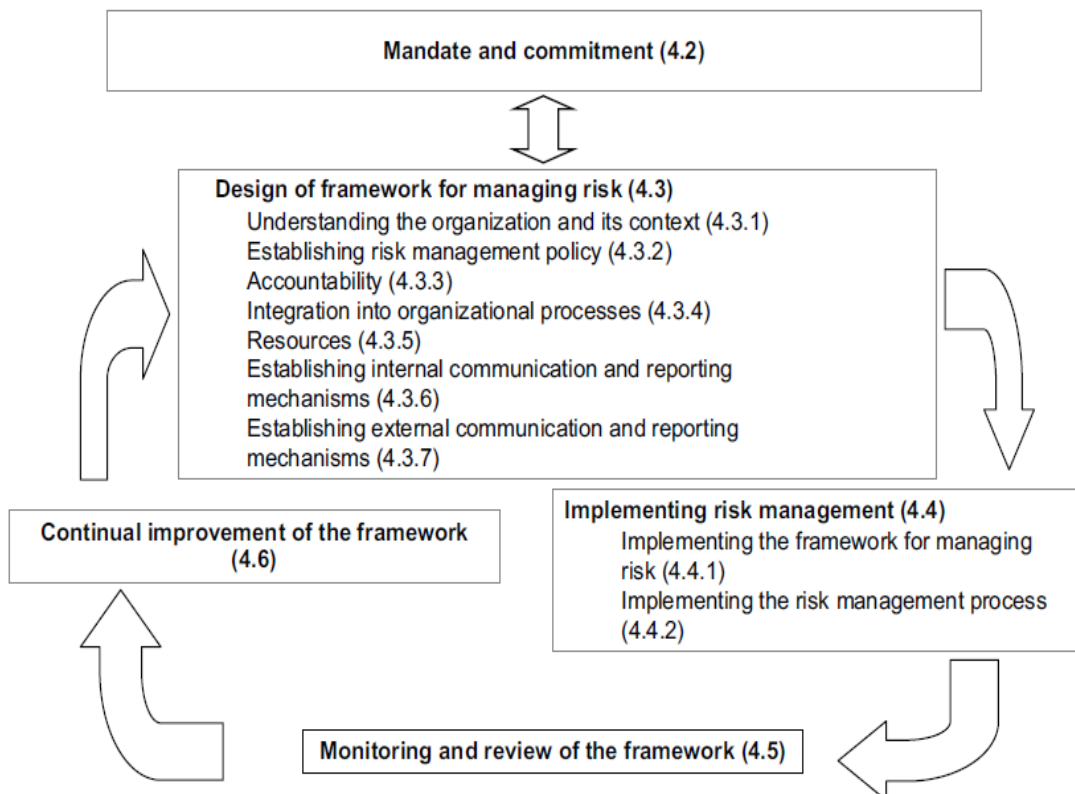 Mandate and commitment (4.2)
Design of framework for managing risk (4.3)
Understanding the organization and its context (4.3.1)
Establishing risk management policy (4.3.2)
Accountability (4.3.3)
Integration into organizational processes (4.3.4)
Resources (4.3.5)
Establishing internal communication and reporting
mechanisms (4.3.6)
Establishing external communication and reporting
mechanisms (4.3.7)
Implementing risk management (4.4)
Implementing the framework for managing
risk (4.4.1)
Implementing the risk management process
(4.4.2)
Continual improvement of the framework
(4.6)
Monitoring and review of the framework (4.5)